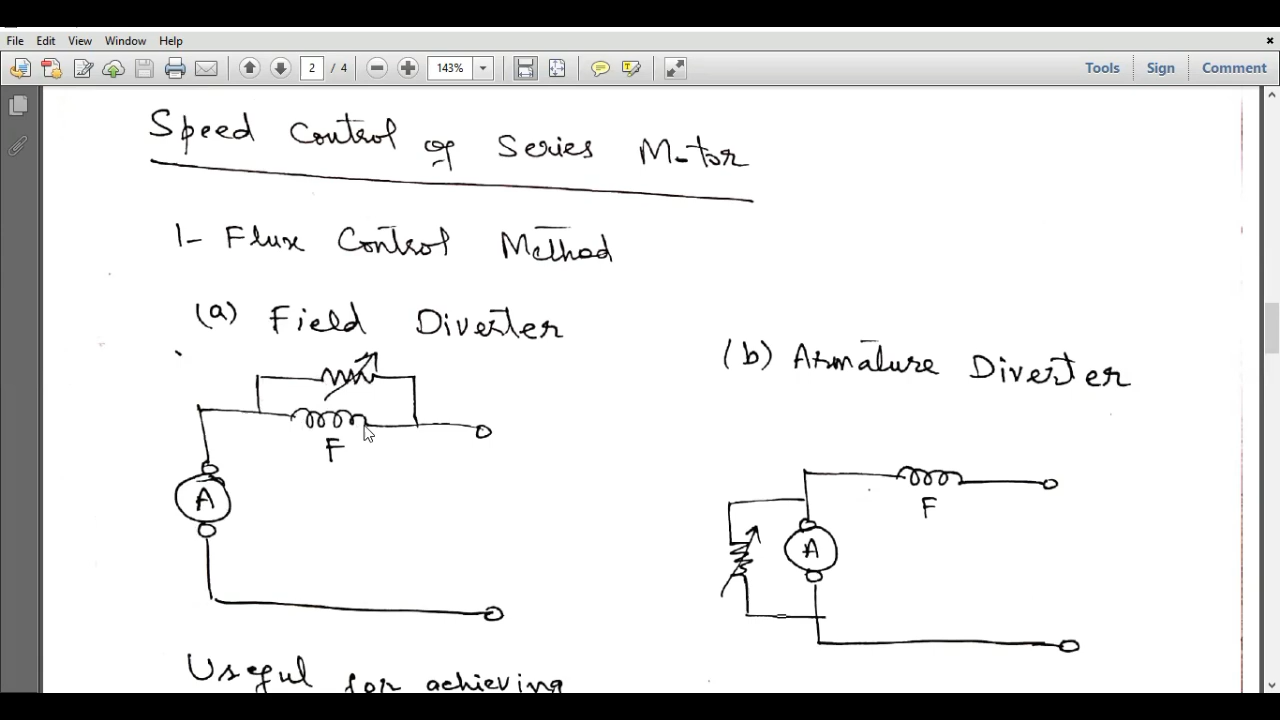 File Edit View Window Help
2 / 4 143% Tools Sign Comment
Speed Control of Series Motor
1- Flux Control Method
(a) Field Diverter
(b) Armature Diverter
F
A
F
A
Useful for achieving